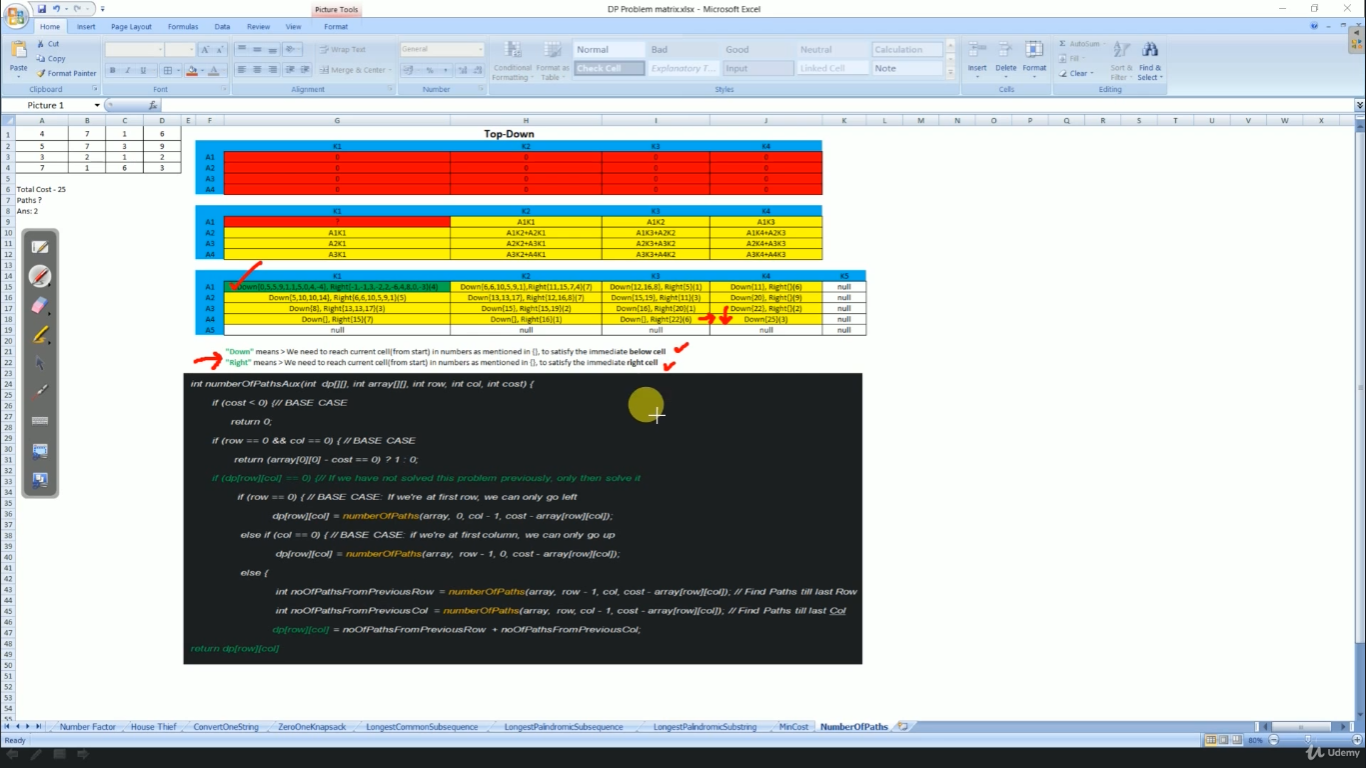 Picture Tools
DP Problem matrix.xlsx - Microsoft Excel
Home Insert Page Layout Formulas Data Review View Format
Cut
Copy
Format Painter
Paste
Wrap Text
Merge & Center
General
Conditional Formatting
Format as Table
Normal Bad Good Neutral Calculation
Check Cell Explanatory T... Input Linked Cell Note
Insert Delete Format
AutoSum
Fill
Clear
Sort & Filter
Find & Select
Clipboard Font Alignment Number Styles Cells Editing
Picture 1
fx
A B C D E F G H I J K L M N O P Q R S T U V W X
4 7 1 6
5 7 3 9
3 2 1 2
7 1 6 3
Total Cost - 25
Paths ?
Ans: 2
Top-Down
K1 K2 K3 K4
A1 0 0 0 0
A2 0 0 0 0
A3 0 0 0 0
A4 0 0 0 0
K1 K2 K3 K4
A1 ? A1K1 A1K2 A1K3
A2 A1K1 A1K2+A2K1 A1K3+A2K2 A1K4+A2K3
A3 A2K1 A2K2+A3K1 A2K3+A3K2 A2K4+A3K3
A4 A3K1 A3K2+A4K1 A3K3+A4K2 A3K4+A4K3
K1 K2 K3 K4 K5
A1 Down{6,6,10,5,9,1},Right{11,15,7,4}(7) Down{12,16,8}, Right{5}(1) Down{11}, Right{}(6) null
A2 Down{5,10,10,14}, Right{6,6,10,5,9,1}(5) Down{13,13,17}, Right{12,16,8}(7) Down{15,19}, Right{11}(3) Down{20}, Right{}(9) null
A3 Down{8}, Right{13,13,17}(3) Down{15}, Right{15,19}(2) Down{16}, Right{20}(1) Down{22}, Right{}(2) null
A4 Down{}, Right{15}(7) Down{}, Right{16}(1) Down{}, Right{22}(6) Down{25}(3) null
A5 null null null null
"Down" means > We need to reach current cell(from start) in numbers as mentioned in {}, to satisfy the immediate below cell
"Right" means > We need to reach current cell(from start) in numbers as mentioned in {}, to satisfy the immediate right cell
int numberOfPathsAux(int dp[][], int array[][], int row, int col, int cost) {
if (cost < 0) {// BASE CASE
return 0;
if (row == 0 && col == 0) { // BASE CASE
return (array[0][0] - cost == 0) ? 1 : 0;
if (dp[row][col] == 0) {// If we have not solved this problem previously, only then solve it
if (row == 0) { // BASE CASE: If we're at first row, we can only go left
dp[row][col] = numberOfPaths(array, 0, col - 1, cost - array[row][col]);
else if (col == 0) { // BASE CASE: if we're at first column, we can only go up
dp[row][col] = numberOfPaths(array, row - 1, 0, cost - array[row][col]);
else {
int noOfPathsFromPreviousRow = numberOfPaths(array, row - 1, col, cost - array[row][col]); // Find Paths till last Row
int noOfPathsFromPreviousCol = numberOfPaths(array, row, col - 1, cost - array[row][col]); // Find Paths till last Col
dp[row][col] = noOfPathsFromPreviousRow + noOfPathsFromPreviousCol;
return dp[row][col]
Number Factor House Thief ConvertOneString ZeroOneKnapsack LongestCommonSubsequence LongestPalindromicSubsequence LongestPalindromicSubstring MinCost NumberOfPaths
Ready
80%
Udemy